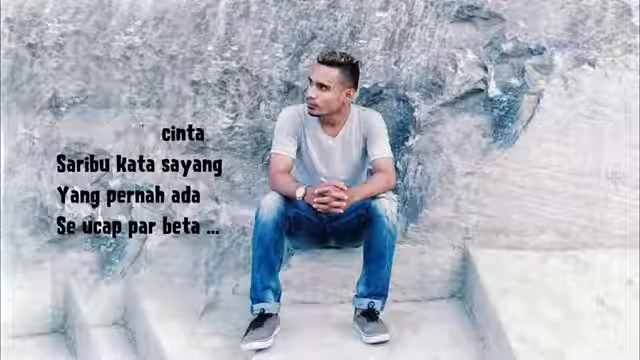 cinta
Saribu kata sayang
Yang pernah ada
Se ucap par beta ...